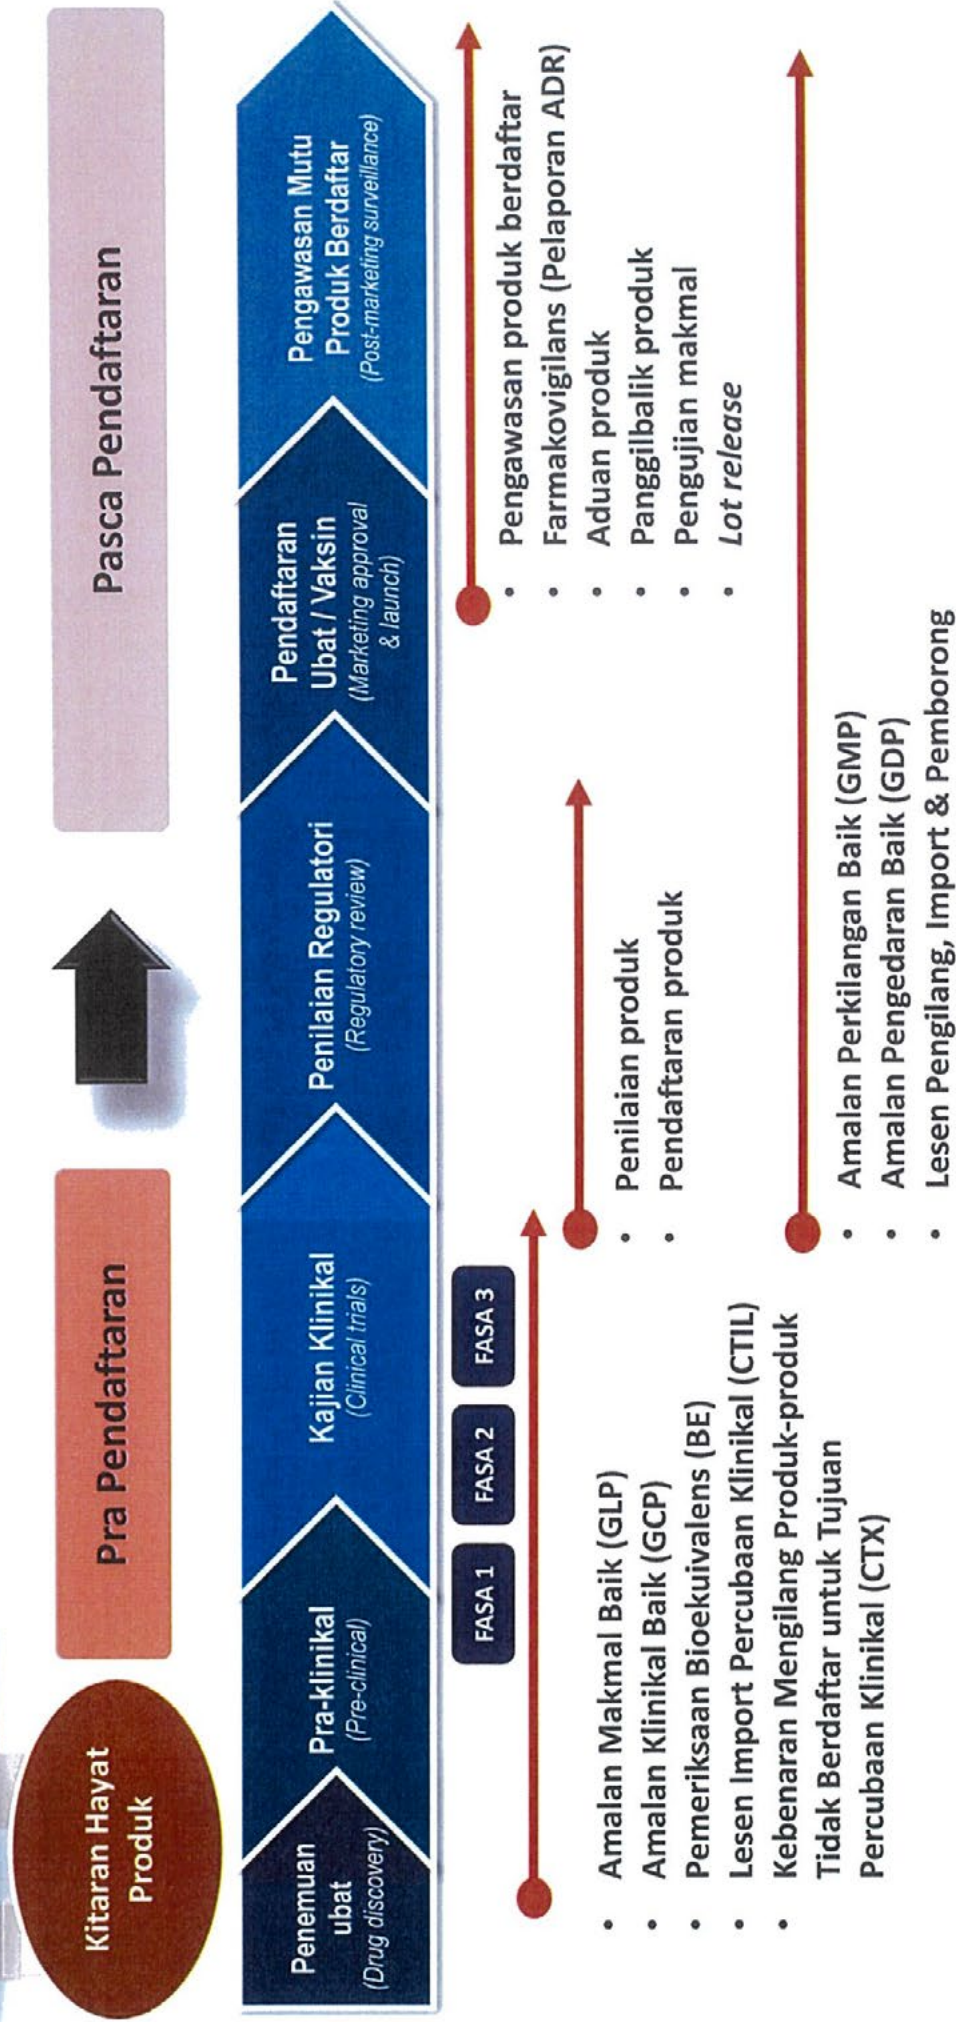 Kitaran Hayat
Produk
Pra Pendaftaran
Pasca Pendaftaran
Penemuan
ubat
(Drug discovery)
Pra-klinikal
(Pre-clinical)
Kajian Klinikal
(Clinical trials)
Penilaian Regulatori
(Regulatory review)
Pendaftaran
Ubat / Vaksin
(Marketing approval
& launch)
Pengawasan Mutu
Produk Berdaftar
(Post-marketing surveillance)
FASA 1
FASA 2
FASA 3
• Amalan Makmal Baik (GLP)
• Amalan Klinikal Baik (GCP)
• Pemeriksaan Bioekuivalens (BE)
• Lesen Import Percubaan Klinikal (CTIL)
• Kebenaran Mengilang Produk-produk
Tidak Berdaftar untuk Tujuan
Percubaan Klinikal (CTX)
• Penilaian produk
• Pendaftaran produk
• Pengawasan produk berdaftar
• Farmakovigilans (Pelaporan ADR)
• Aduan produk
• Panggilbalik produk
• Pengujian makmal
• Lot release
• Amalan Perkilangan Baik (GMP)
• Amalan Pengedaran Baik (GDP)
• Lesen Pengilang, Import & Pemborong